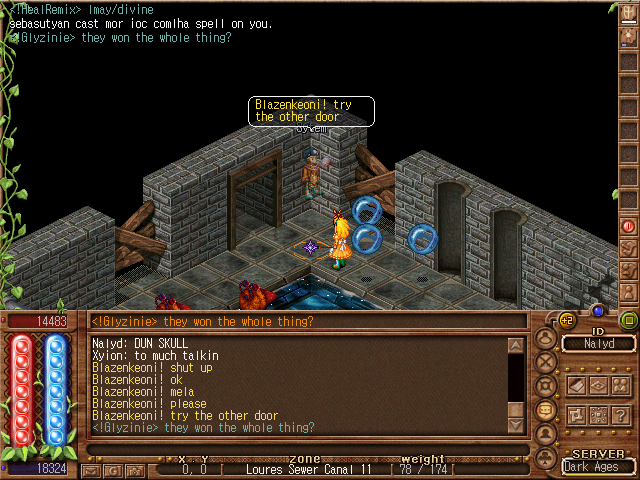 <!HealRemix> lmay/divine
sebasutyan cast mor ioc comlha spell on you.
<!Glyzinie> they won the whole thing?
Blazenkeoni! try
the other door
14483
<!Glyzinie> they won the whole thing?
+2
ID
Nalyd
Nalyd: DUN SKULL
Xyion: to much talkin
Blazenkeoni! shut up
Blazenkeoni! ok
Blazenkeoni! mela
Blazenkeoni! please
Blazenkeoni! try the other door
<!Glyzinie> they won the whole thing?
18324
X, Y
zone
weight
0, 0
Loures Sewer Canal 11
78 / 174
SERVER
Dark Ages